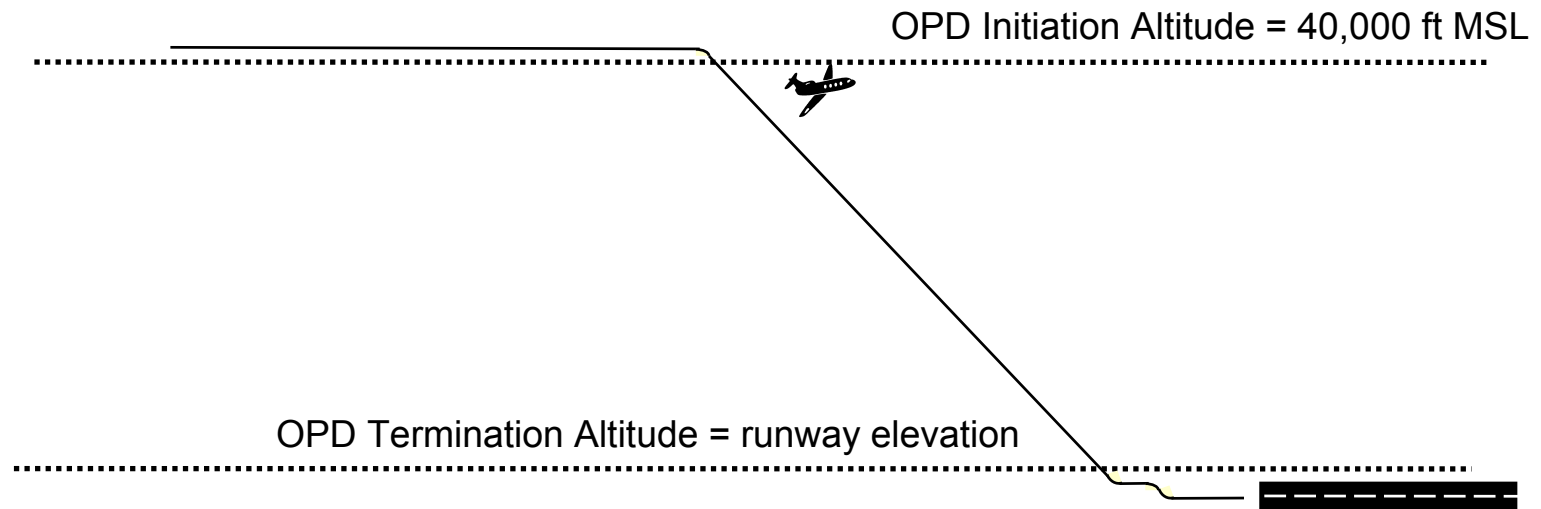 OPD Initiation Altitude = 40,000 ft MSL
OPD Termination Altitude = runway elevation